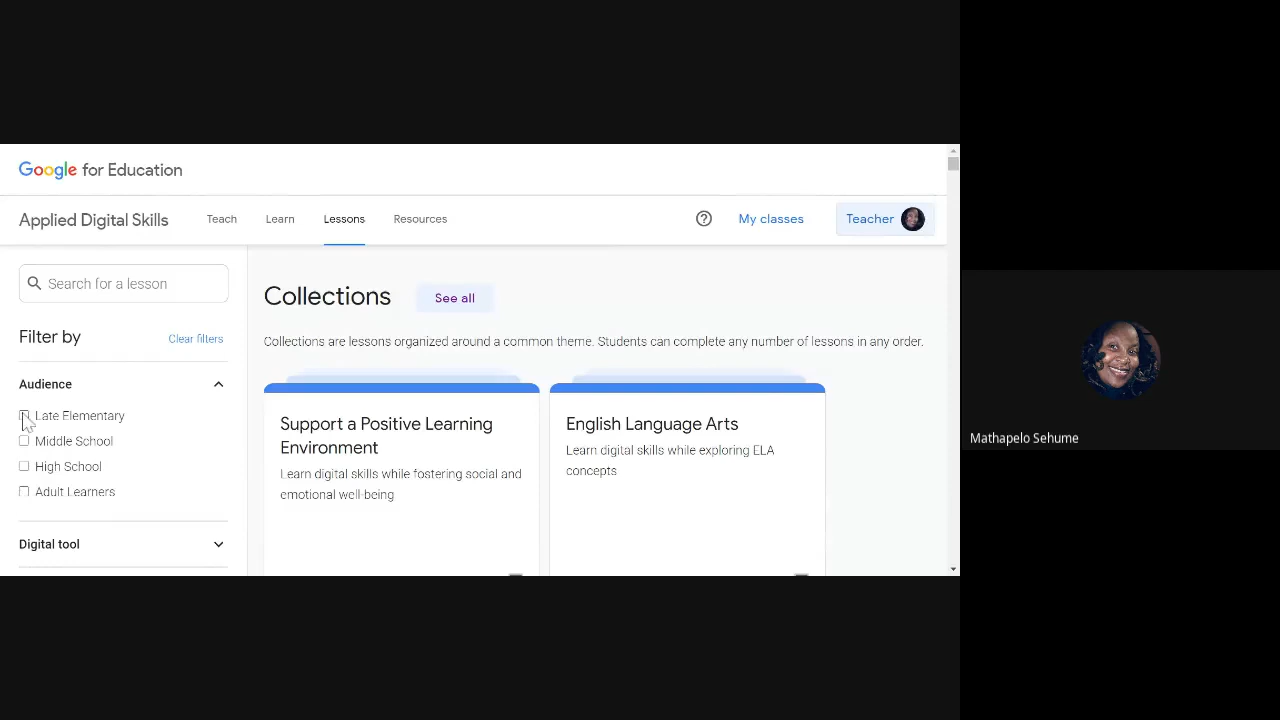 Google for Education
Applied Digital Skills
Teach
Learn
Lessons
Resources
My classes
Teacher
Search for a lesson
Filter by
Clear filters
Audience
Late Elementary
Middle School
High School
Adult Learners
Digital tool
Collections
See all
Collections are lessons organized around a common theme. Students can complete any number of lessons in any order.
Support a Positive Learning
Environment
Learn digital skills while fostering social and
emotional well-being
English Language Arts
Learn digital skills while exploring ELA
concepts
Mathapelo Sehume